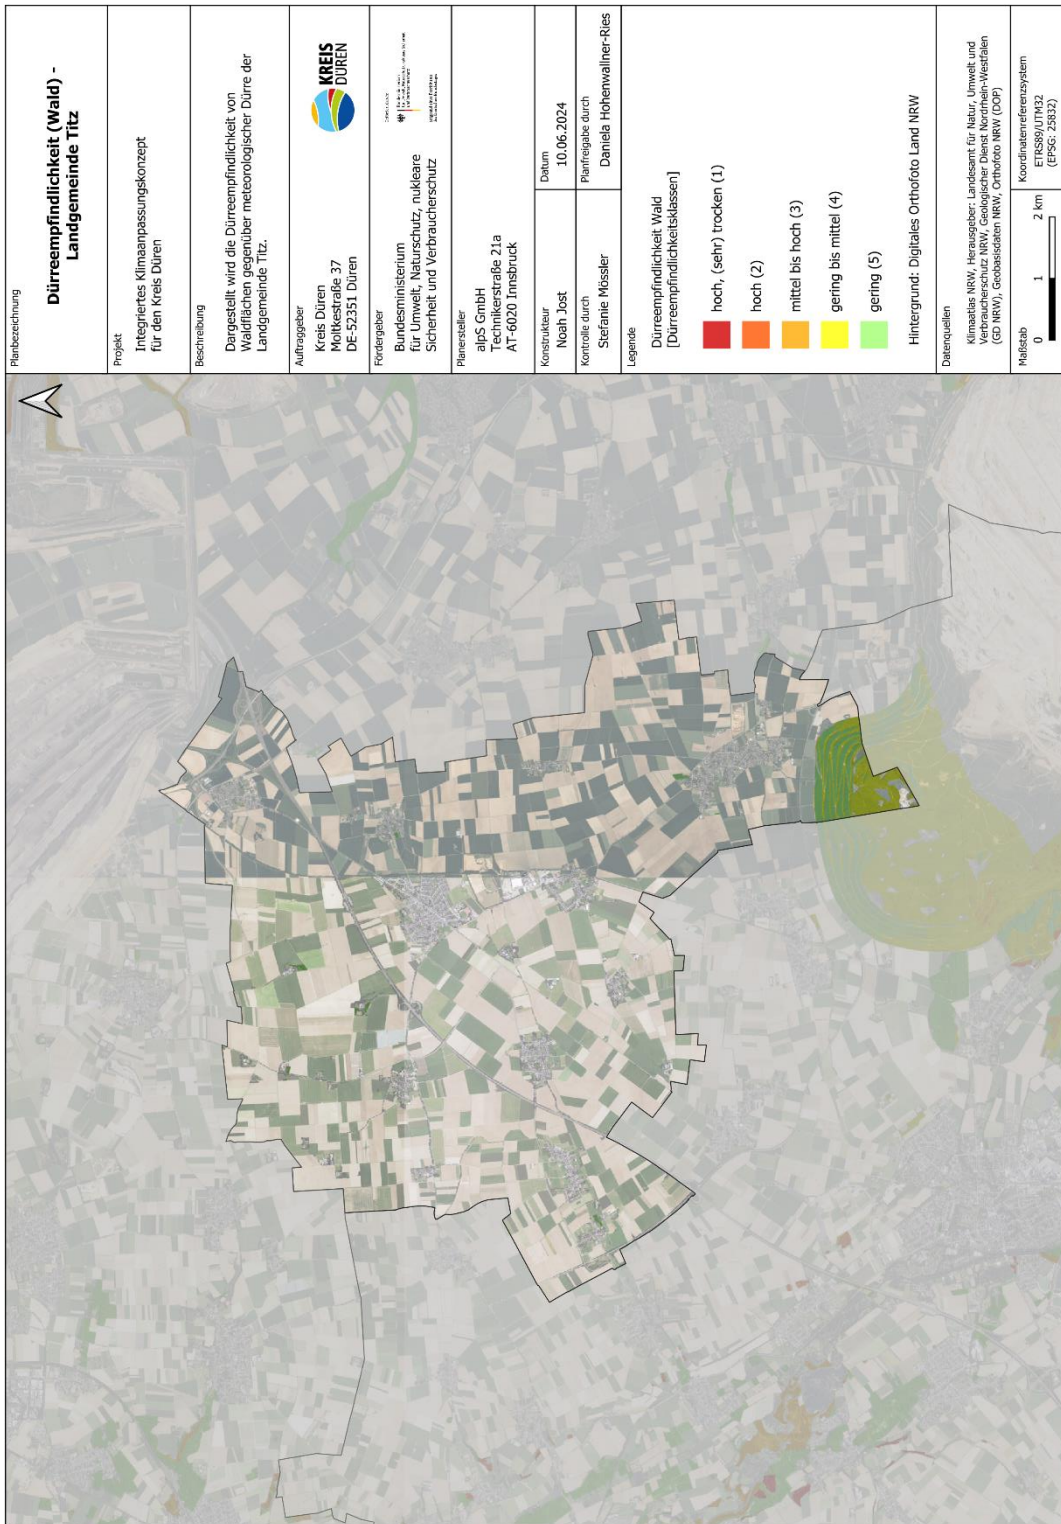 Planbezeichnung
Dürreempfindlichkeit (Wald) -
Landgemeinde Titz
Projekt
Integriertes Klimaanpassungskonzept
für den Kreis Düren
Beschreibung
Dargestellt wird die Dürreempfindlichkeit von
Waldflächen gegenüber meteorologischer Dürre der
Landgemeinde Titz.
Auftraggeber
Kreis Düren
Moltkestraße 37
DE-52351 Düren
KREIS
DÜREN
Fördergeber
Bundesministerium
für Umwelt, Naturschutz, nukleare
Sicherheit und Verbraucherschutz
Planersteller
alpS GmbH
Technikerstraße 21a
AT-6020 Innsbruck
Konstrukteur
Noah Jost
Datum
10.06.2024
Kontrolle durch
Stefanie Mössler
Planfreigabe durch
Daniela Hohenwallner-Ries
Legende
Dürreempfindlichkeit Wald
[Dürreempfindlichkeitsklassen]
hoch, (sehr) trocken (1)
hoch (2)
mittel bis hoch (3)
gering bis mittel (4)
gering (5)
Hintergrund: Digitales Orthofoto Land NRW
Datenquellen
Klimaatlas NRW, Herausgeber: Landesamt für Natur, Umwelt und
Verbraucherschutz NRW, Geologischer Dienst Nordrhein-Westfalen
(GD NRW), Geobasisdaten NRW, Orthofoto NRW (DOP)
Maßstab
0 1 2 km
Koordinatenreferenzsystem
ETRS89/UTM32
(EPSG: 25832)